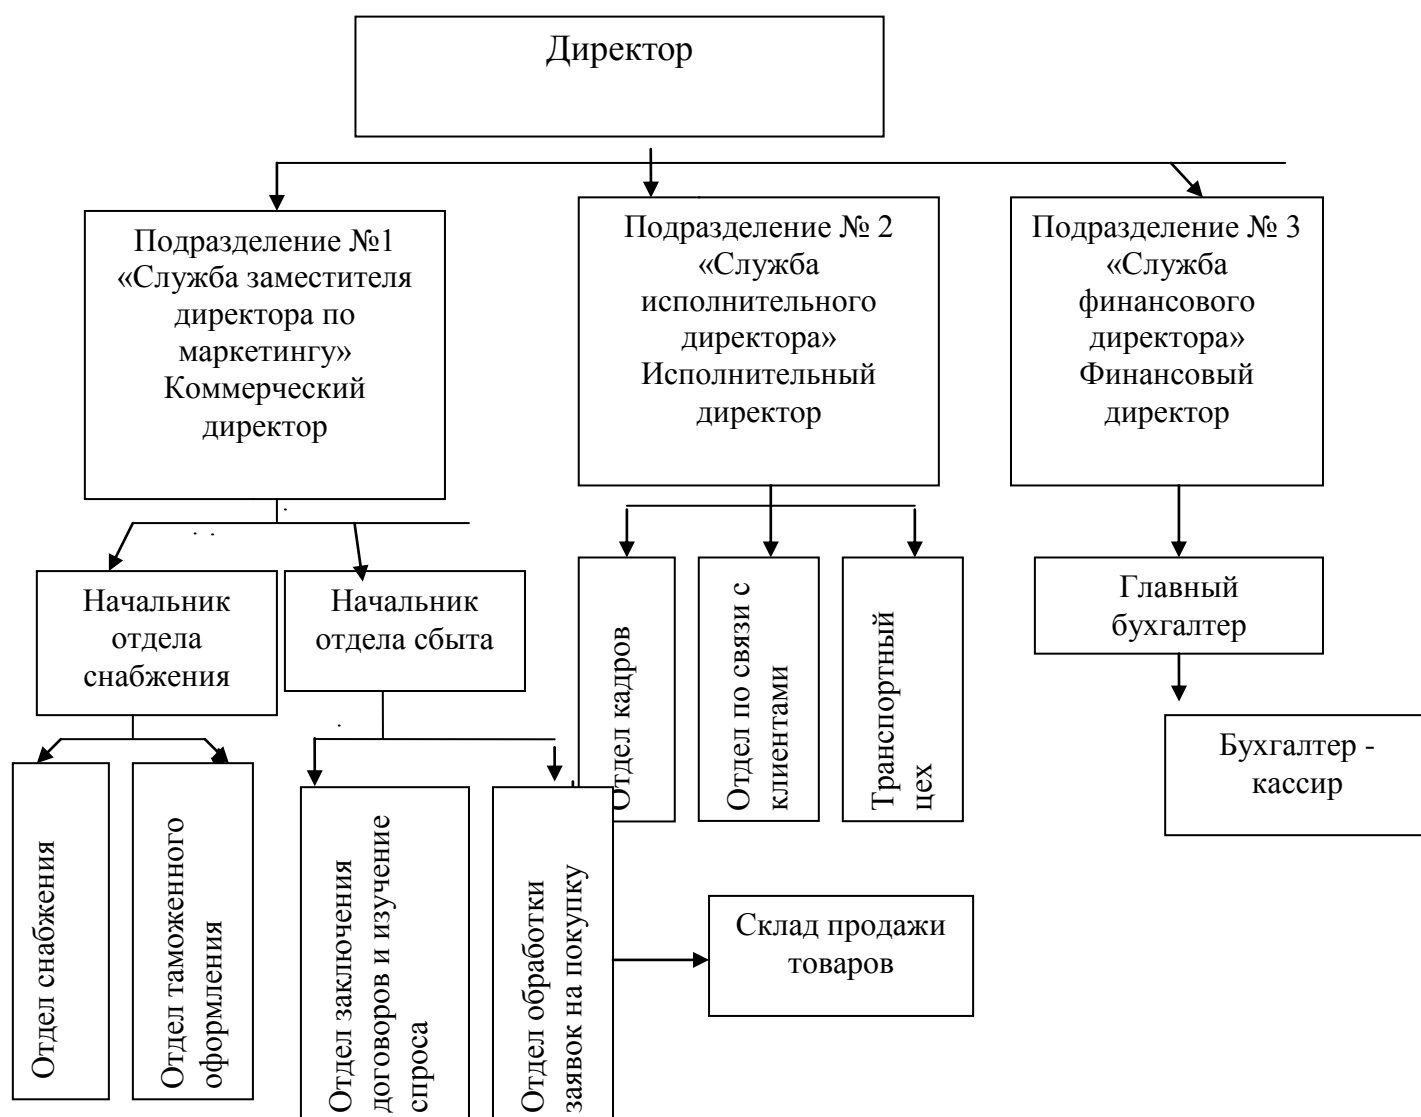 Директор
Подразделение №1
«Служба заместителя
директора по
маркетингу»
Коммерческий
директор
Подразделение № 2
«Служба
исполнительного
директора»
Исполнительный
директор
Подразделение № 3
«Служба
финансового
директора»
Финансовый
директор
Начальник
отдела
снабжения
Начальник
отдела сбыта
Отдел кадров
Отдел по связи с
клиентами
Транспортный
цех
Главный
бухгалтер
Бухгалтер -
кассир
Отдел снабжения
Отдел таможенного
оформления
Отдел заключения
договоров и изучение
спроса
Отдел обработки
заявок на покупку
Склад продажи
товаров